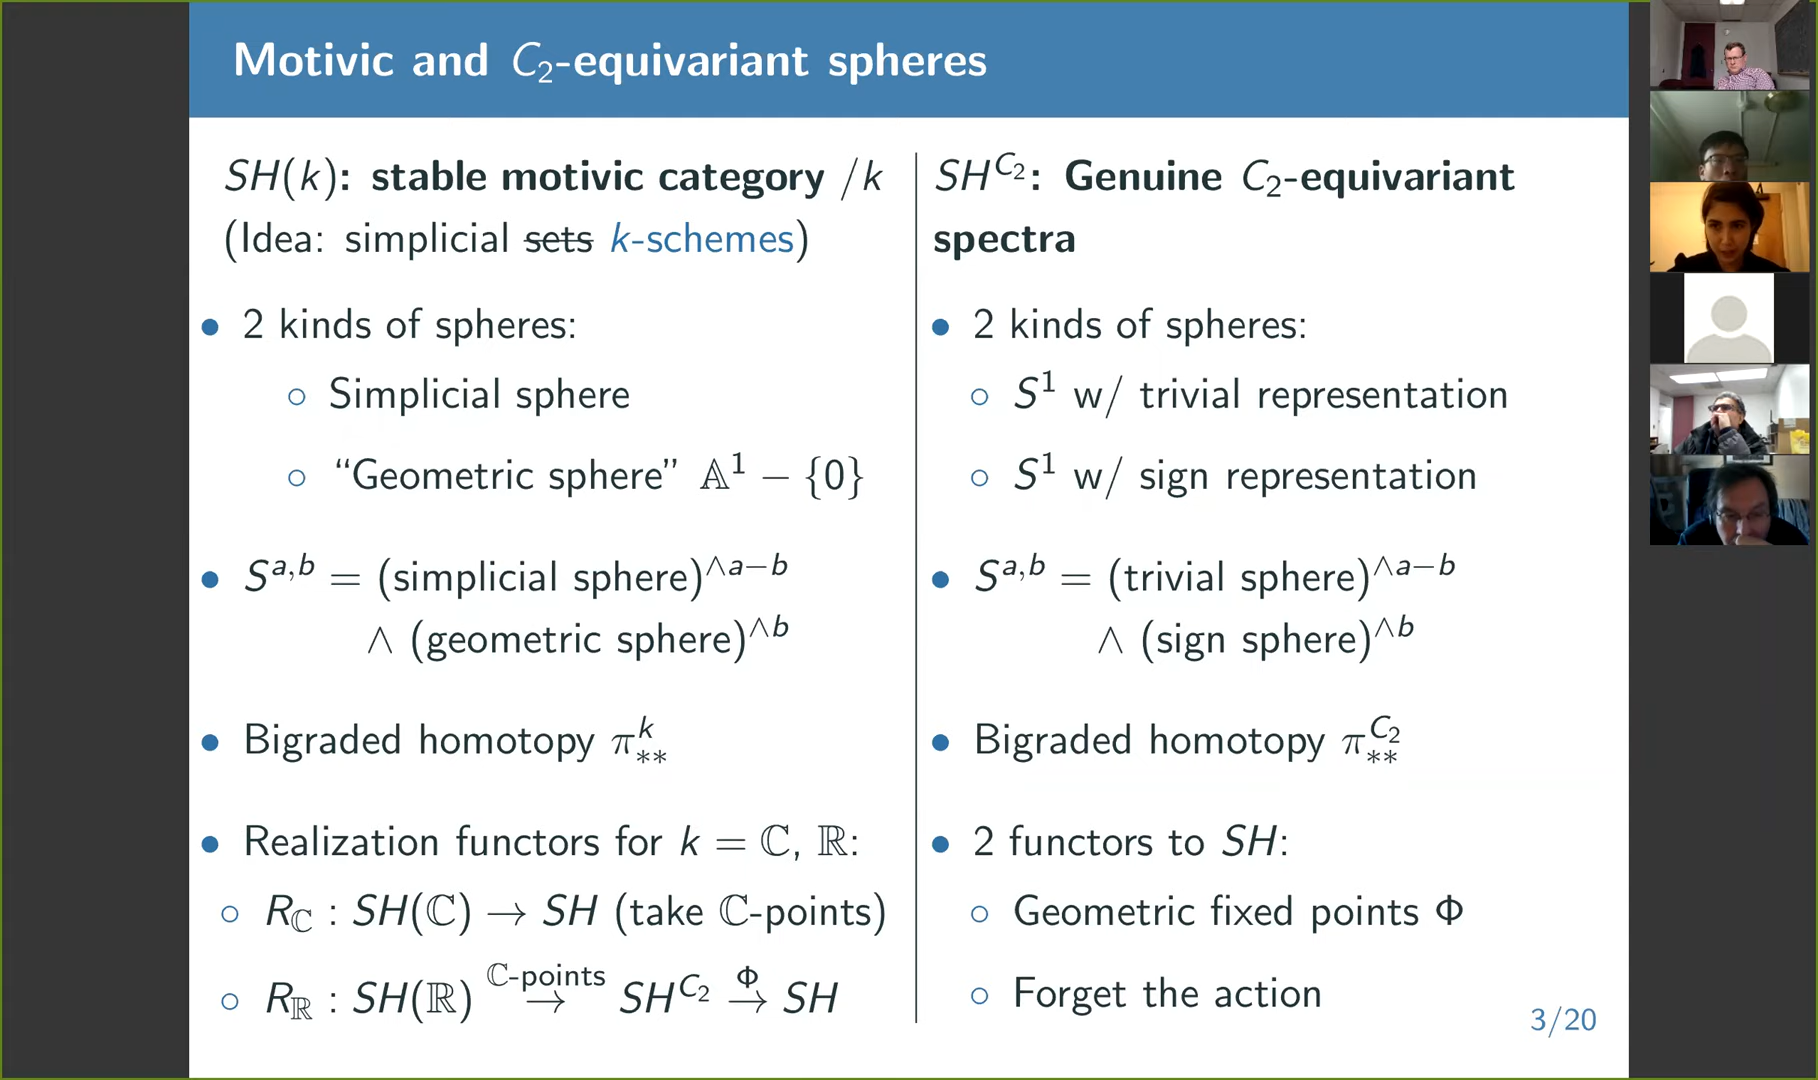 Motivic and C₂-equivariant spheres
SH(k): stable motivic category /k
(Idea: simplicial ~~sets~~ k-schemes)
• 2 kinds of spheres:
○ Simplicial sphere
○ “Geometric sphere” 𝔸¹ − {0}
• S^{a,b} = (simplicial sphere)^{∧a−b}
∧ (geometric sphere)^{∧b}
• Bigraded homotopy π^k_{**}
• Realization functors for k = ℂ, ℝ:
○ R_ℂ : SH(ℂ) → SH (take ℂ-points)
○ R_ℝ : SH(ℝ) \xrightarrow{ℂ-points} SH^{C₂} \xrightarrow{Φ} SH
SH^{C₂}: Genuine C₂-equivariant
spectra
• 2 kinds of spheres:
○ S¹ w/ trivial representation
○ S¹ w/ sign representation
• S^{a,b} = (trivial sphere)^{∧a−b}
∧ (sign sphere)^{∧b}
• Bigraded homotopy π^{C₂}_{**}
• 2 functors to SH:
○ Geometric fixed points Φ
○ Forget the action
3/20